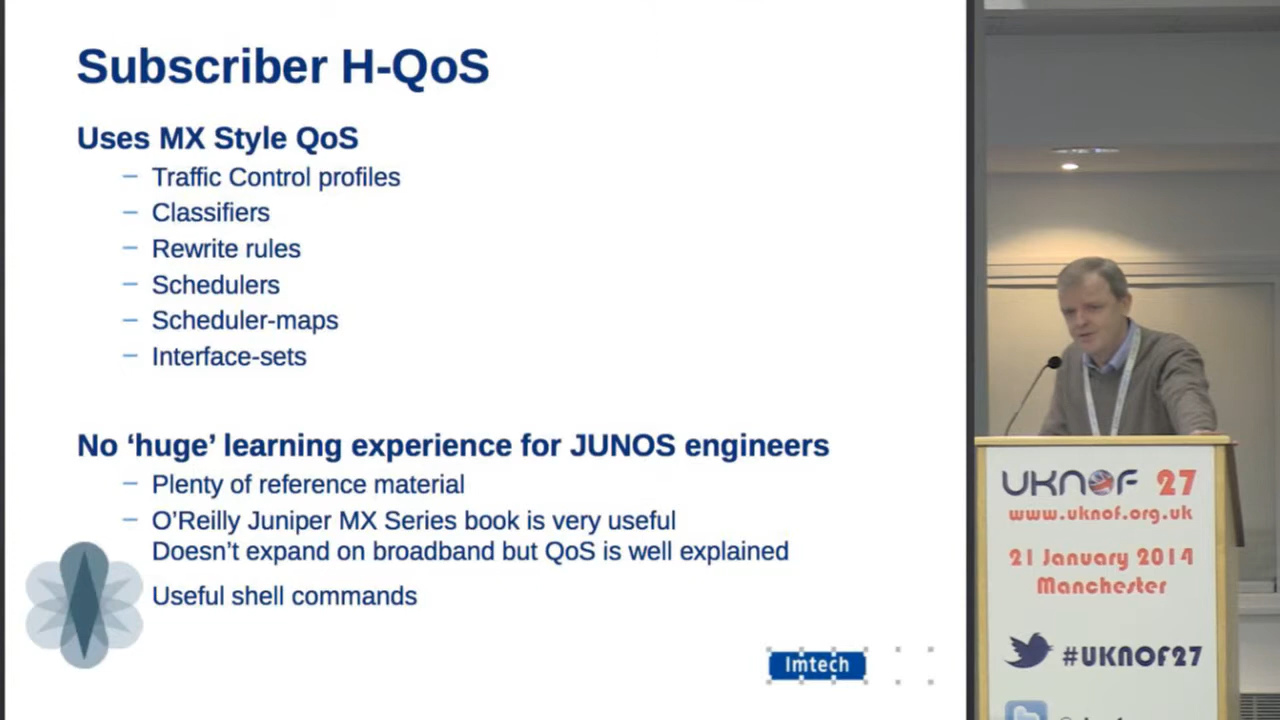 Subscriber H-QoS
Uses MX Style QoS
– Traffic Control profiles
– Classifiers
– Rewrite rules
– Schedulers
– Scheduler-maps
– Interface-sets
No ‘huge’ learning experience for JUNOS engineers
– Plenty of reference material
– O’Reilly Juniper MX Series book is very useful
Doesn’t expand on broadband but QoS is well explained
Useful shell commands
Imtech
UKNOF 27
www.uknof.org.uk
21 January 2014
Manchester
#UKNOF27